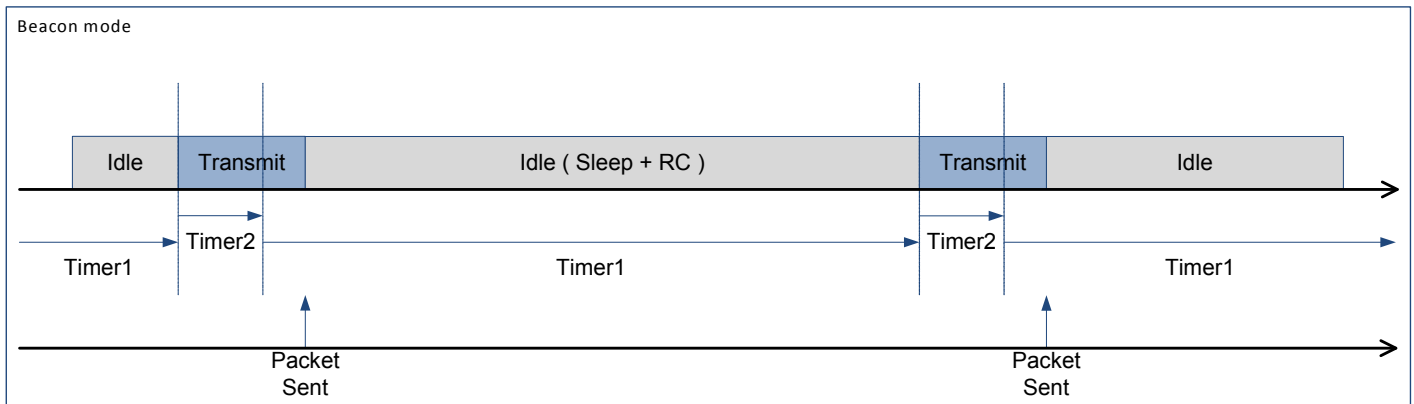 Beacon mode
Idle
Transmit
Idle ( Sleep + RC )
Transmit
Idle
Timer1
Timer2
Timer1
Timer2
Timer1
Packet
Sent
Packet
Sent